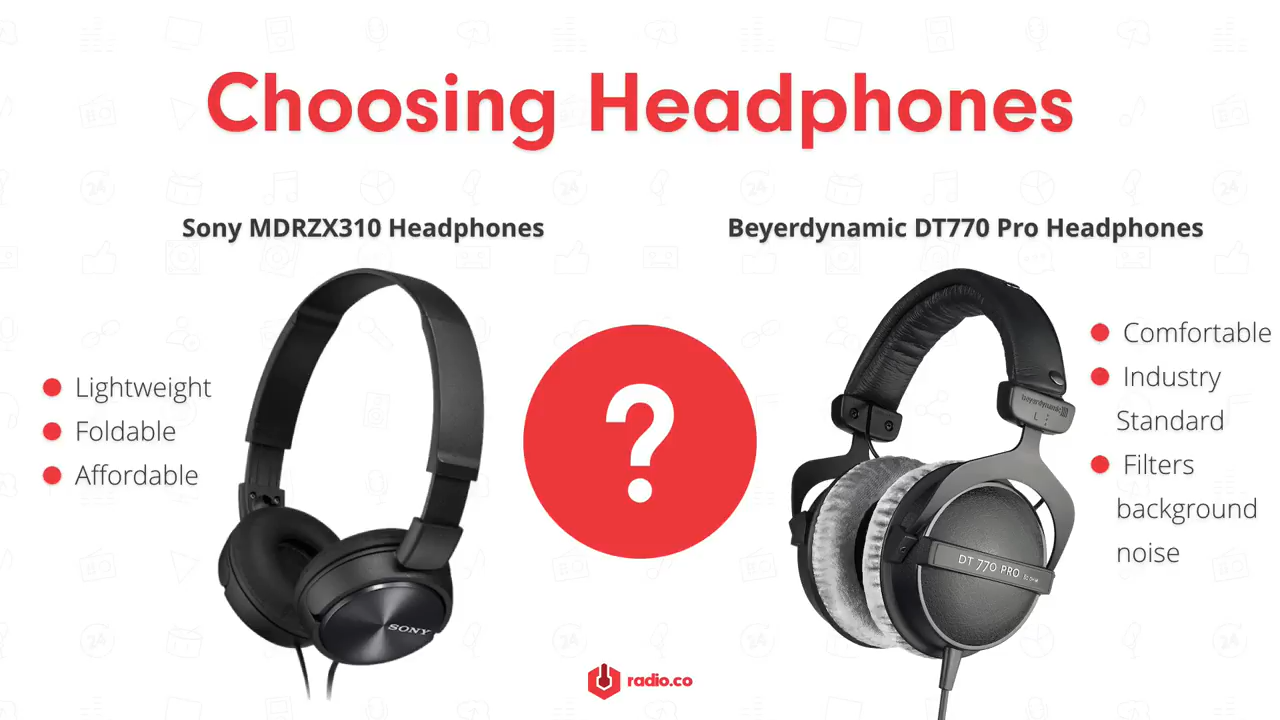 Choosing Headphones
Sony MDRZX310 Headphones
Lightweight
Foldable
Affordable
SONY
?
Beyerdynamic DT770 Pro Headphones
Comfortable
Industry
Standard
Filters
background
noise
beyerdynamic
L
DT 770 PRO
radio.co